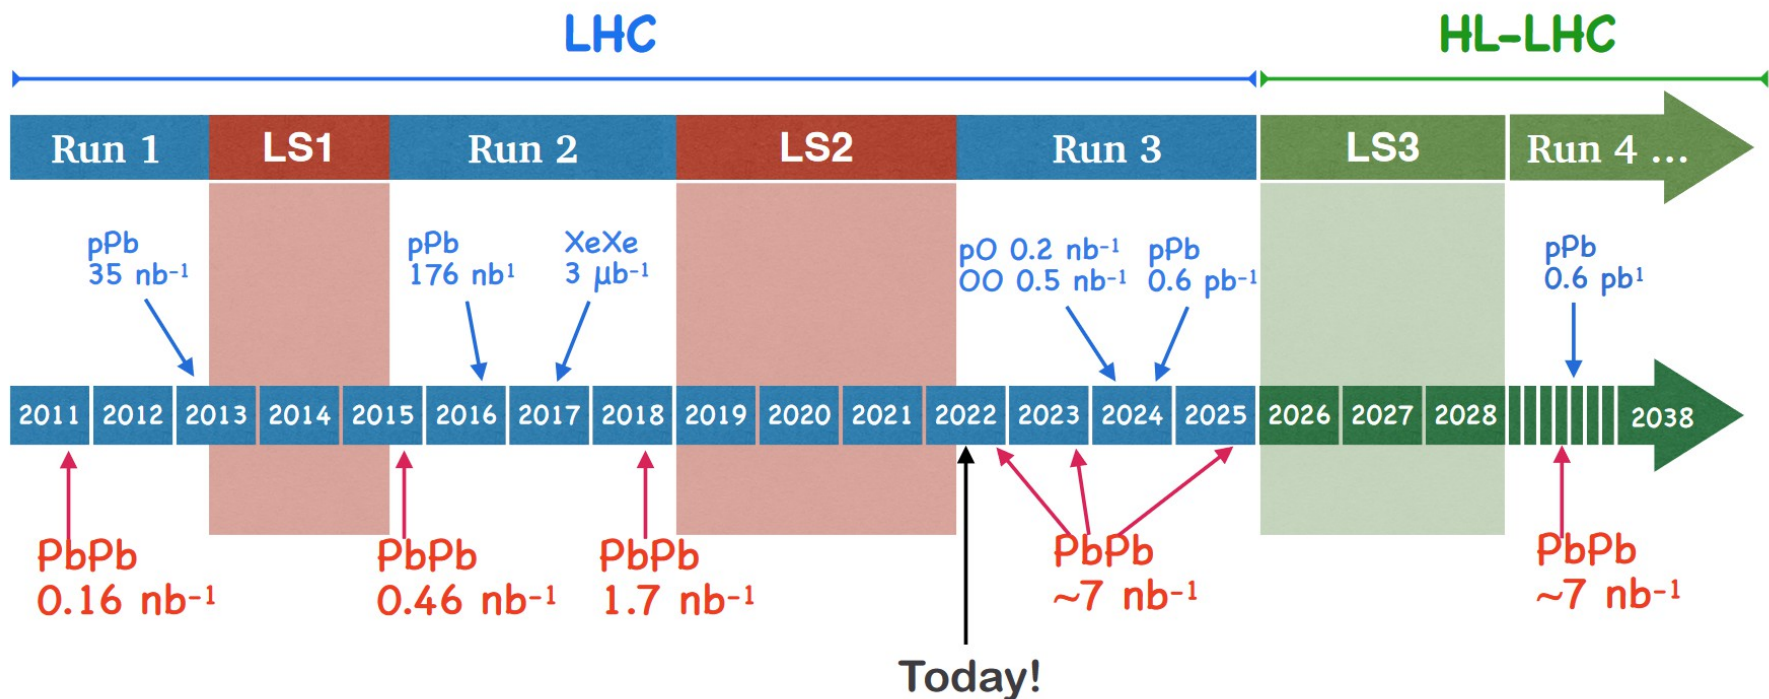 LHC
HL-LHC
Run 1
LS1
Run 2
LS2
Run 3
LS3
Run 4 ...
pPb
35 nb⁻¹
pPb
176 nb¹
XeXe
3 μb⁻¹
pO 0.2 nb⁻¹
OO 0.5 nb⁻¹
pPb
0.6 pb⁻¹
pPb
0.6 pb¹
2011
2012
2013
2014
2015
2016
2017
2018
2019
2020
2021
2022
2023
2024
2025
2026
2027
2028
2038
PbPb
0.16 nb⁻¹
PbPb
0.46 nb⁻¹
PbPb
1.7 nb⁻¹
PbPb
~7 nb⁻¹
PbPb
~7 nb⁻¹
Today!